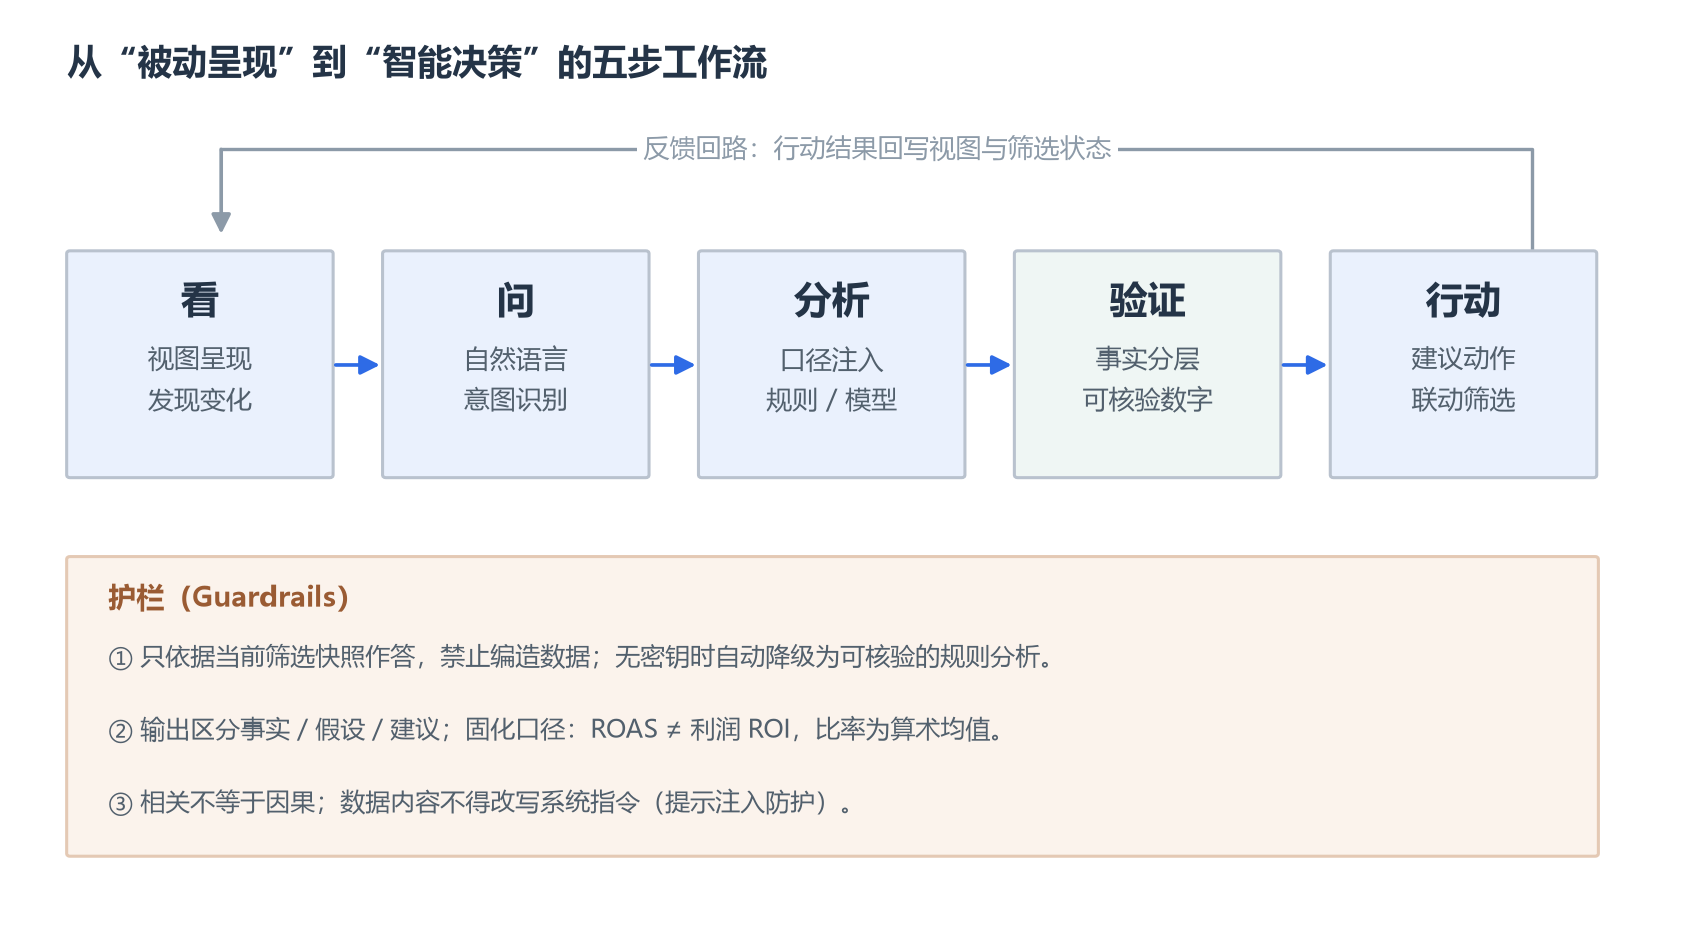 从“被动呈现”到“智能决策”的五步工作流
反馈回路：行动结果回写视图与筛选状态
看
视图呈现
发现变化
问
自然语言
意图识别
分析
口径注入
规则 / 模型
验证
事实分层
可核验数字
行动
建议动作
联动筛选
护栏（Guardrails）
① 只依据当前筛选快照作答，禁止编造数据；无密钥时自动降级为可核验的规则分析。
② 输出区分事实 / 假设 / 建议；固化口径：ROAS ≠ 利润 ROI，比率为算术均值。
③ 相关不等于因果；数据内容不得改写系统指令（提示注入防护）。